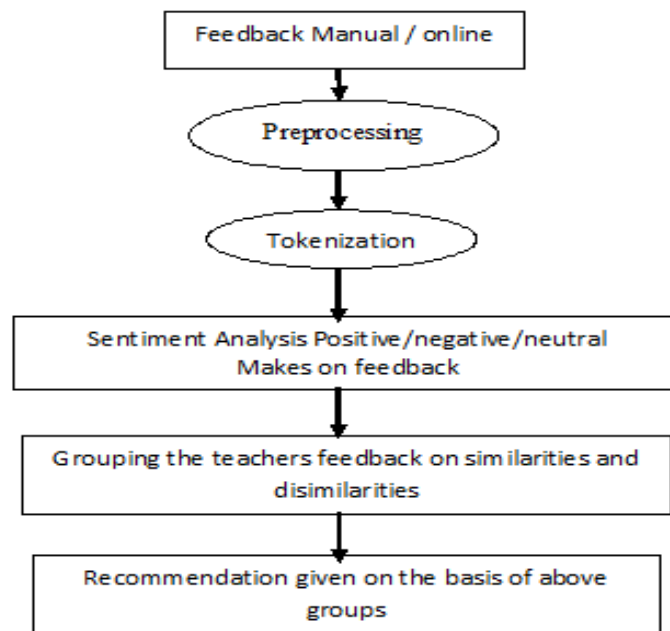 Feedback Manual / online
Preprocessing
Tokenization
Sentiment Analysis Positive/negative/neutral
Makes on feedback
Grouping the teachers feedback on similarities and
disimilarities
Recommendation given on the basis of above
groups